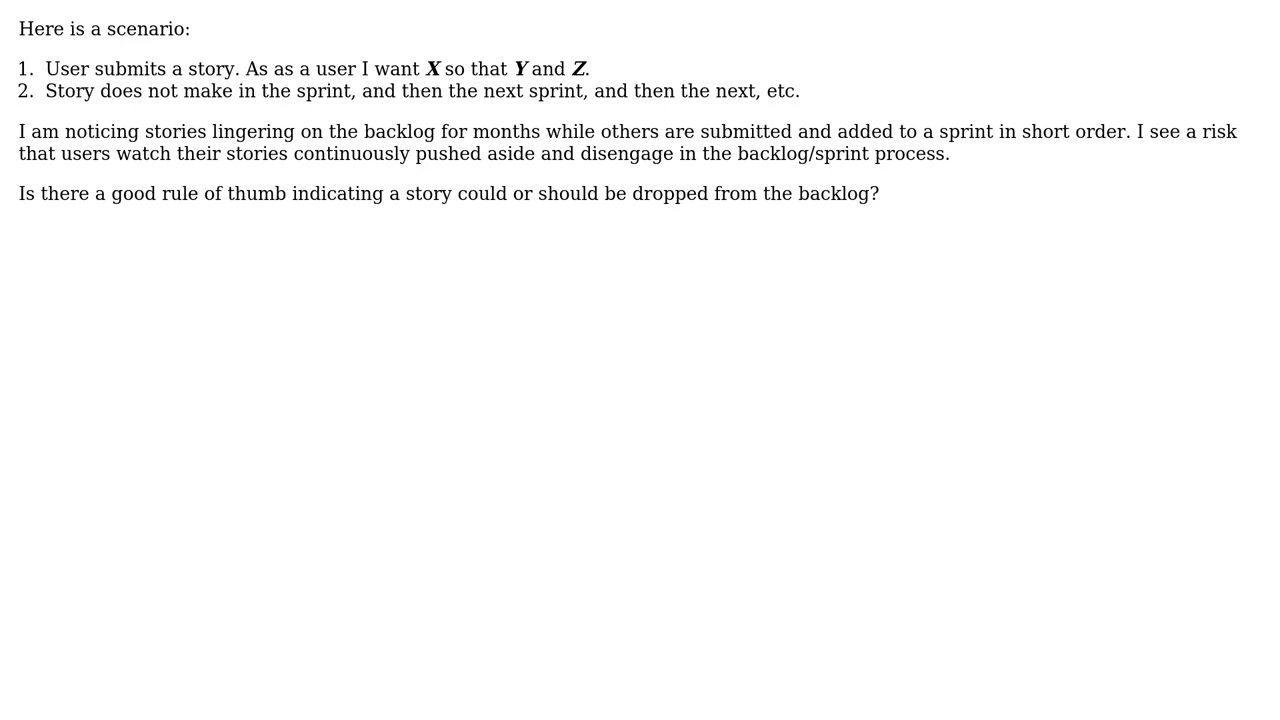 Here is a scenario:
1. User submits a story. As as a user I want X so that Y and Z.
2. Story does not make in the sprint, and then the next sprint, and then the next, etc.
I am noticing stories lingering on the backlog for months while others are submitted and added to a sprint in short order. I see a risk
that users watch their stories continuously pushed aside and disengage in the backlog/sprint process.
Is there a good rule of thumb indicating a story could or should be dropped from the backlog?